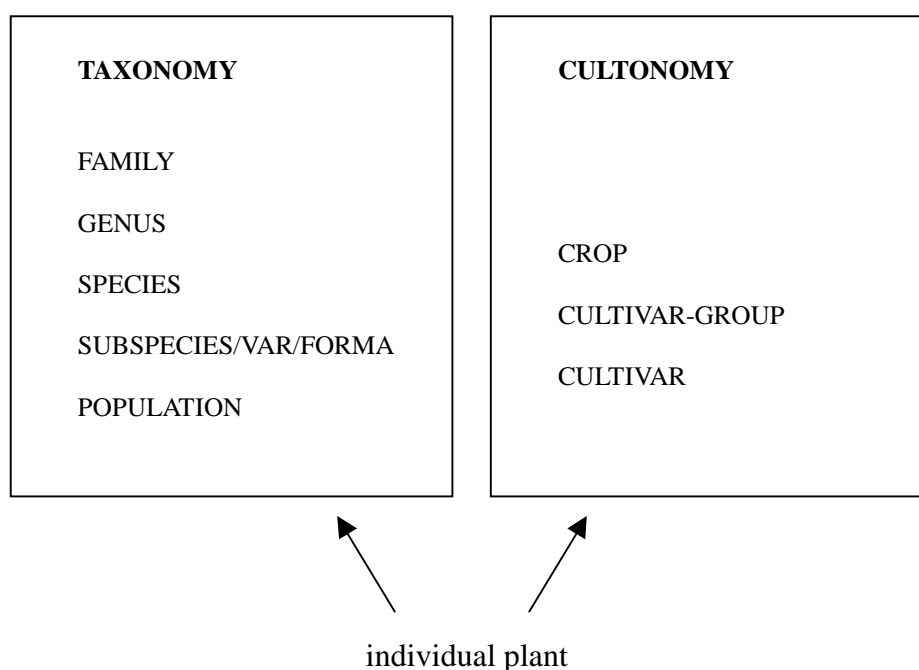 TAXONOMY
FAMILY
GENUS
SPECIES
SUBSPECIES/VAR/FORMA
POPULATION
CULTONOMY
CROP
CULTIVAR-GROUP
CULTIVAR
individual plant